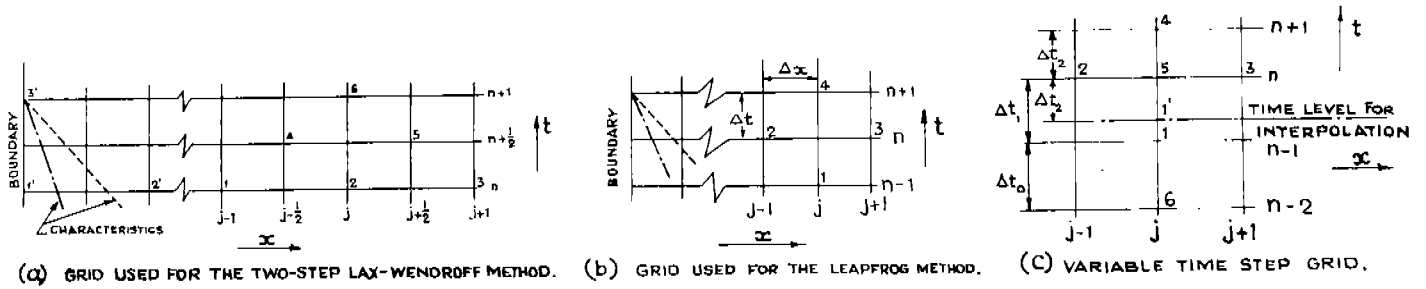 BOUNDARY
3'
6
n+1
4
5
n+½
t
1'
2'
1
2
3
n
j-1
j-½
j
j+½
j+1
CHARACTERISTICS
x
(a) GRID USED FOR THE TWO-STEP LAX-WENDROFF METHOD.
BOUNDARY
Δx
4
n+1
Δt
2
3
n
t
1
n-1
j-1
j
j+1
x
(b) GRID USED FOR THE LEAPFROG METHOD.
4
n+1
t
Δt₂
2
5
3
n
Δt₁
Δt₂
1'
TIME LEVEL FOR
INTERPOLATION
1
n-1
x
Δt₀
6
n-2
j-1
j
j+1
(C) VARIABLE TIME STEP GRID.